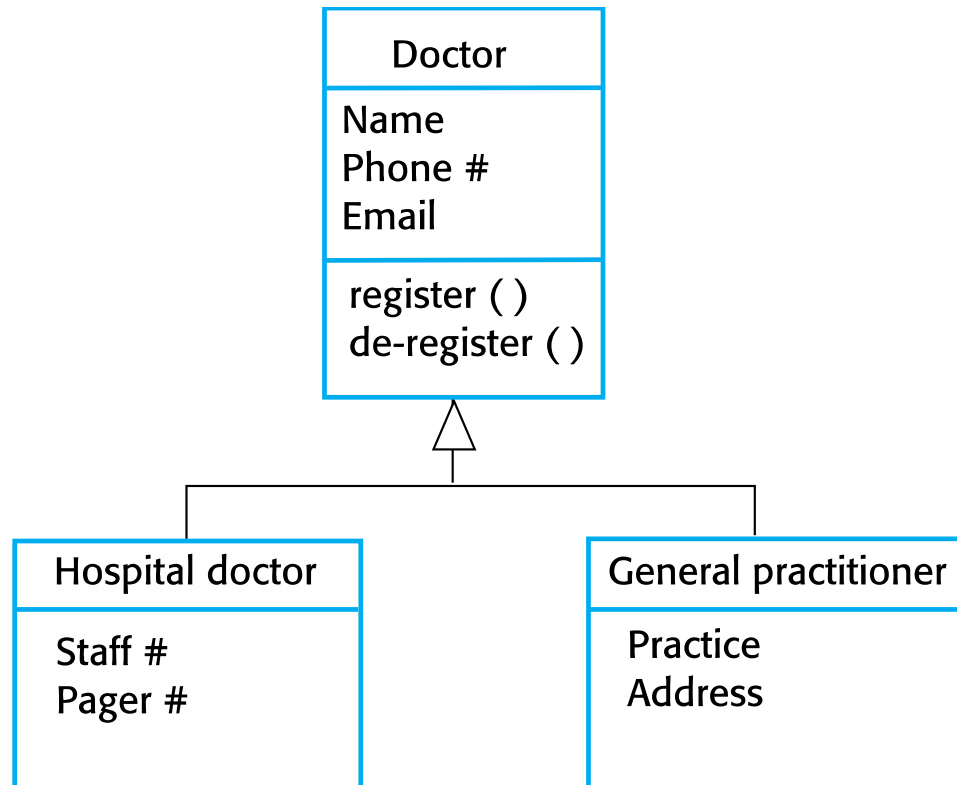 Doctor
Name
Phone #
Email
register ( )
de-register ( )
Hospital doctor
Staff #
Pager #
General practitioner
Practice
Address